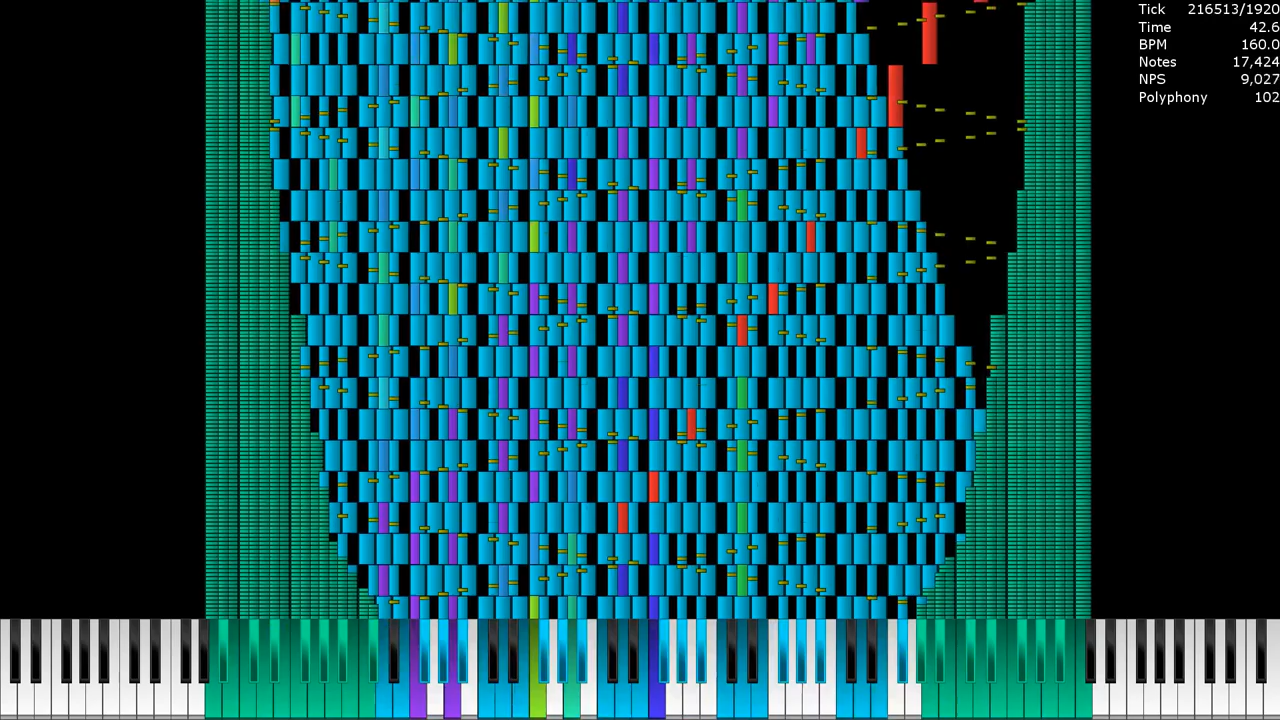 Tick 216513/1920
Time 42.6
BPM 160.0
Notes 17,424
NPS 9,027
Polyphony 102